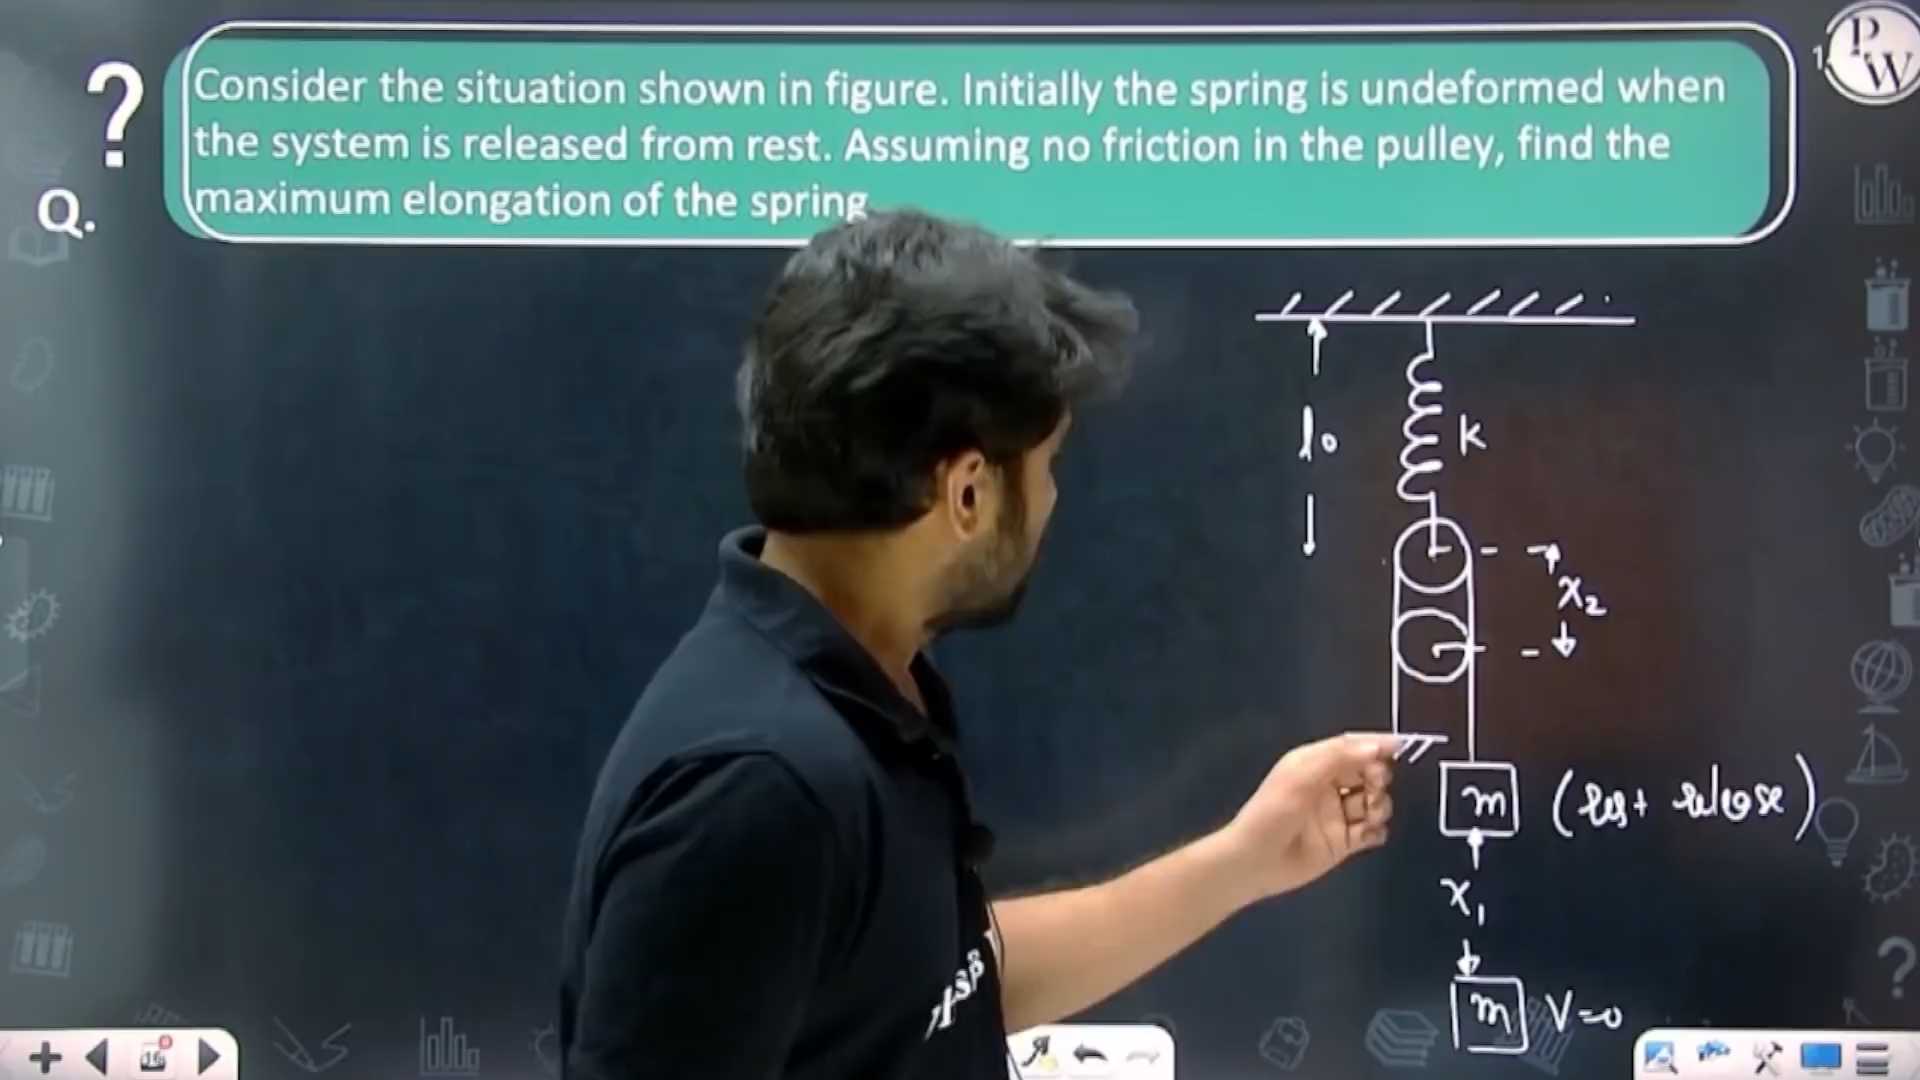 Consider the situation shown in figure. Initially the spring is undeformed when
the system is released from rest. Assuming no friction in the pulley, find the
maximum elongation of the spring
?
Q.
P
W
l0
k
x2
m
x1
m V=0
16